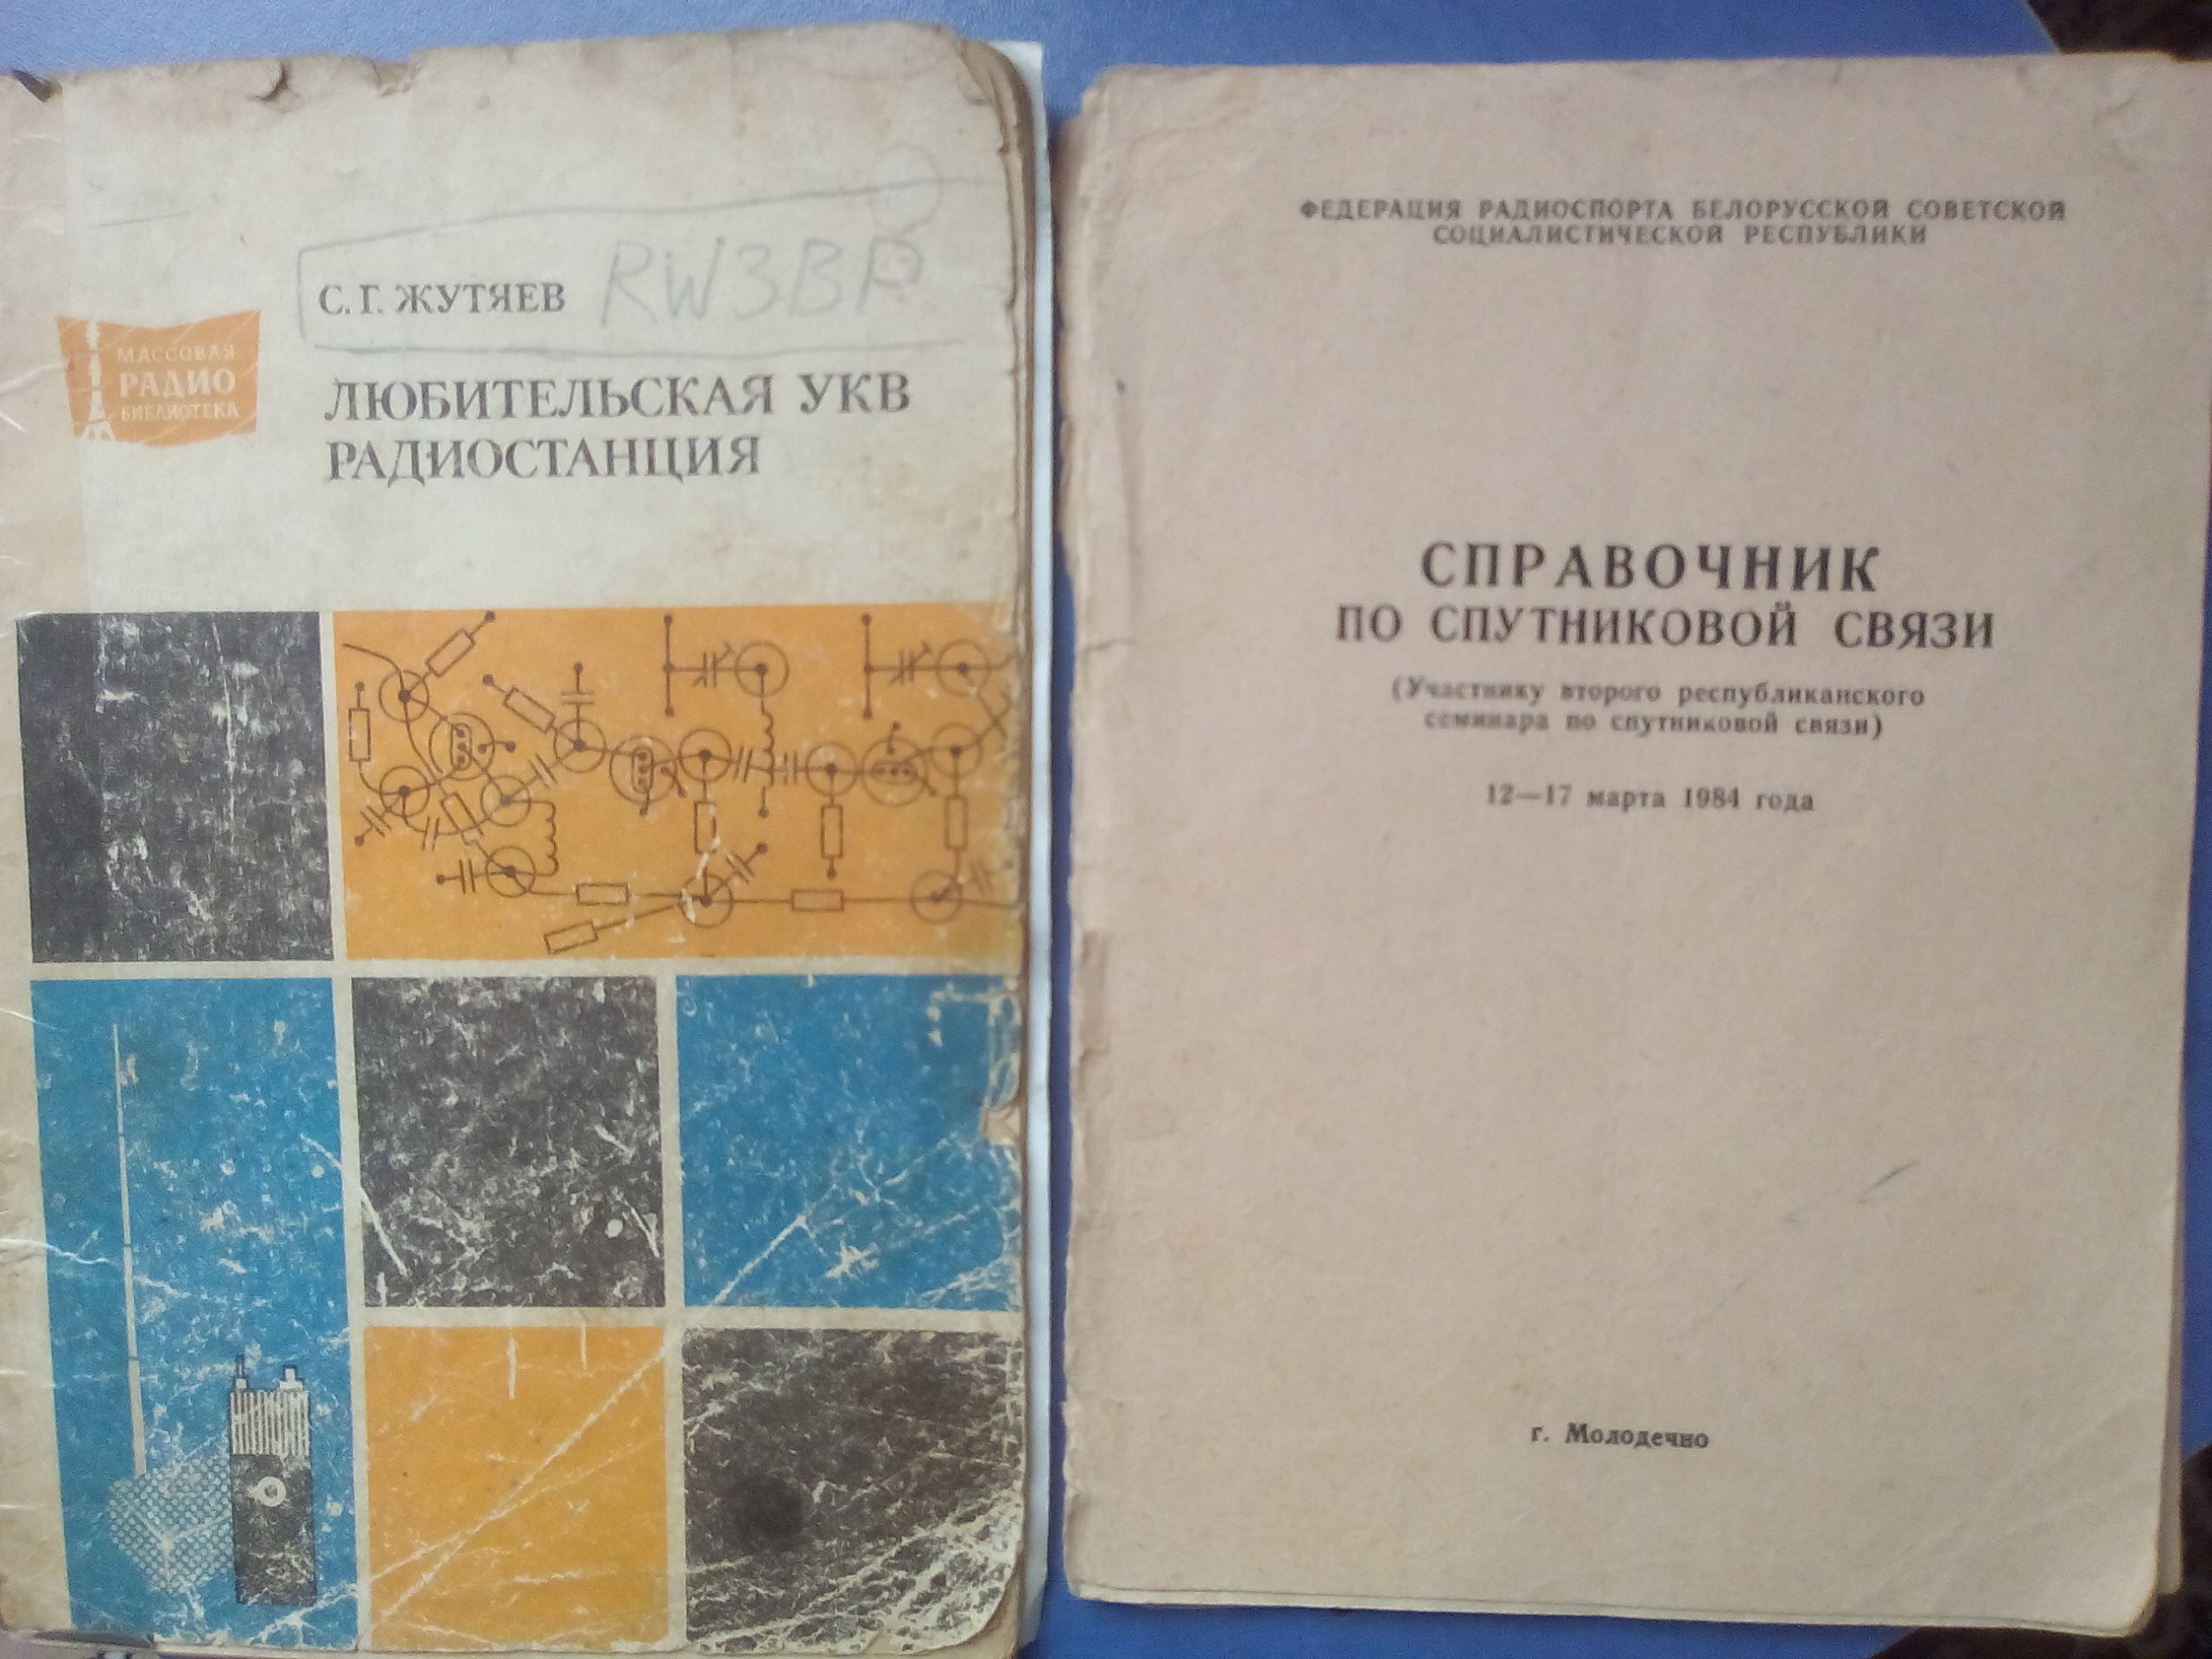 С. Г. ЖУТЯЕВ RW3BP
МАССОВАЯ
РАДИО
БИБЛИОТЕКА
ЛЮБИТЕЛЬСКАЯ УКВ
РАДИОСТАНЦИЯ
ФЕДЕРАЦИЯ РАДИОСПОРТА БЕЛОРУССКОЙ СОВЕТСКОЙ
СОЦИАЛИСТИЧЕСКОЙ РЕСПУБЛИКИ
СПРАВОЧНИК
ПО СПУТНИКОВОЙ СВЯЗИ
(Участнику второго республиканского
семинара по спутниковой связи)
12—17 марта 1984 года
г. Молодечно